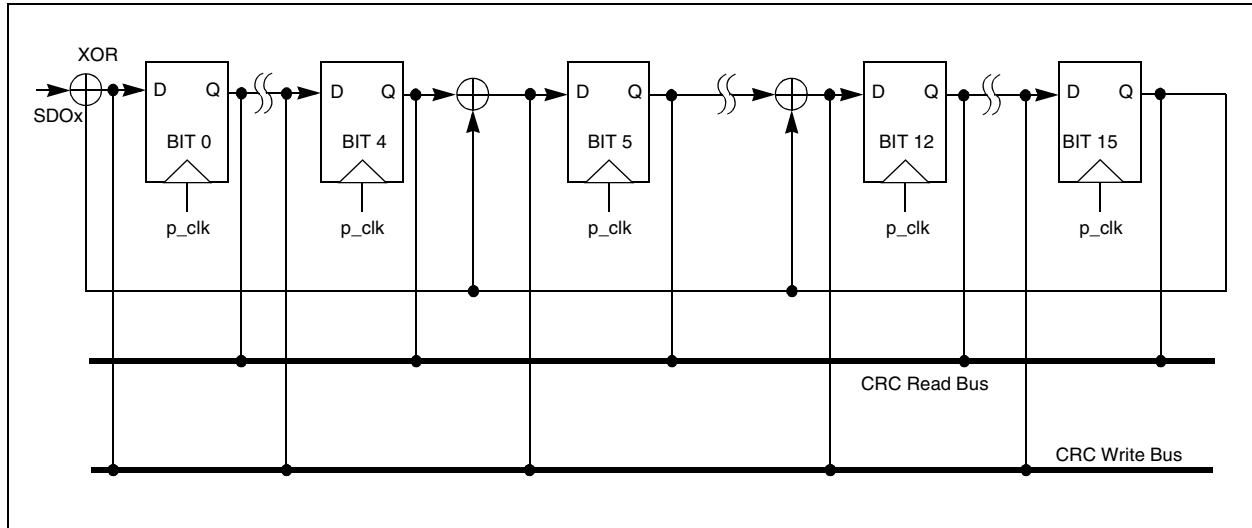 XOR
SDOx
D Q
BIT 0
p_clk
D Q
BIT 4
p_clk
D Q
BIT 5
p_clk
D Q
BIT 12
p_clk
D Q
BIT 15
p_clk
CRC Read Bus
CRC Write Bus